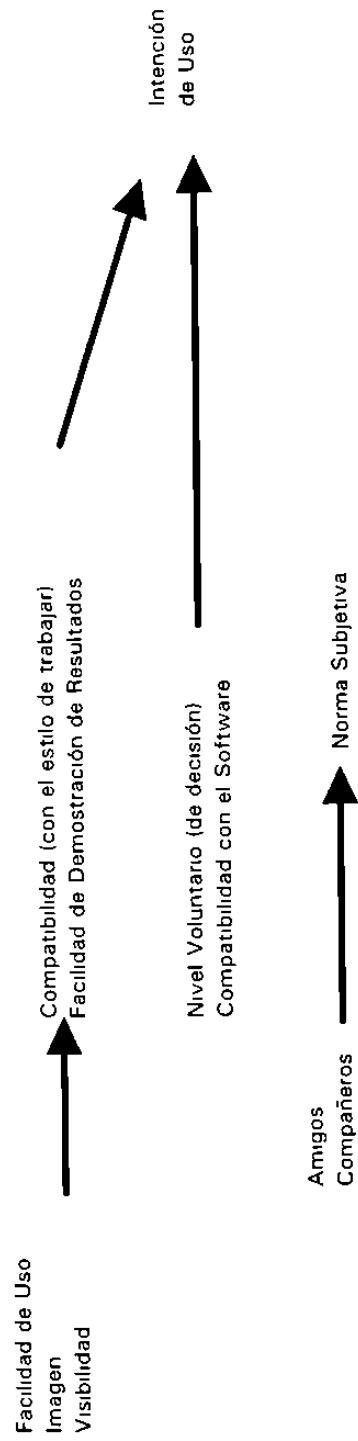 Facilidad de Uso
Imagen
Visibilidad
Compatibilidad (con el estilo de trabajar)
Facilidad de Demostración de Resultados
Intención
de Uso
Nivel Voluntario (de decisión)
Compatibilidad con el Software
Amigos
Compañeros
Norma Subjetiva